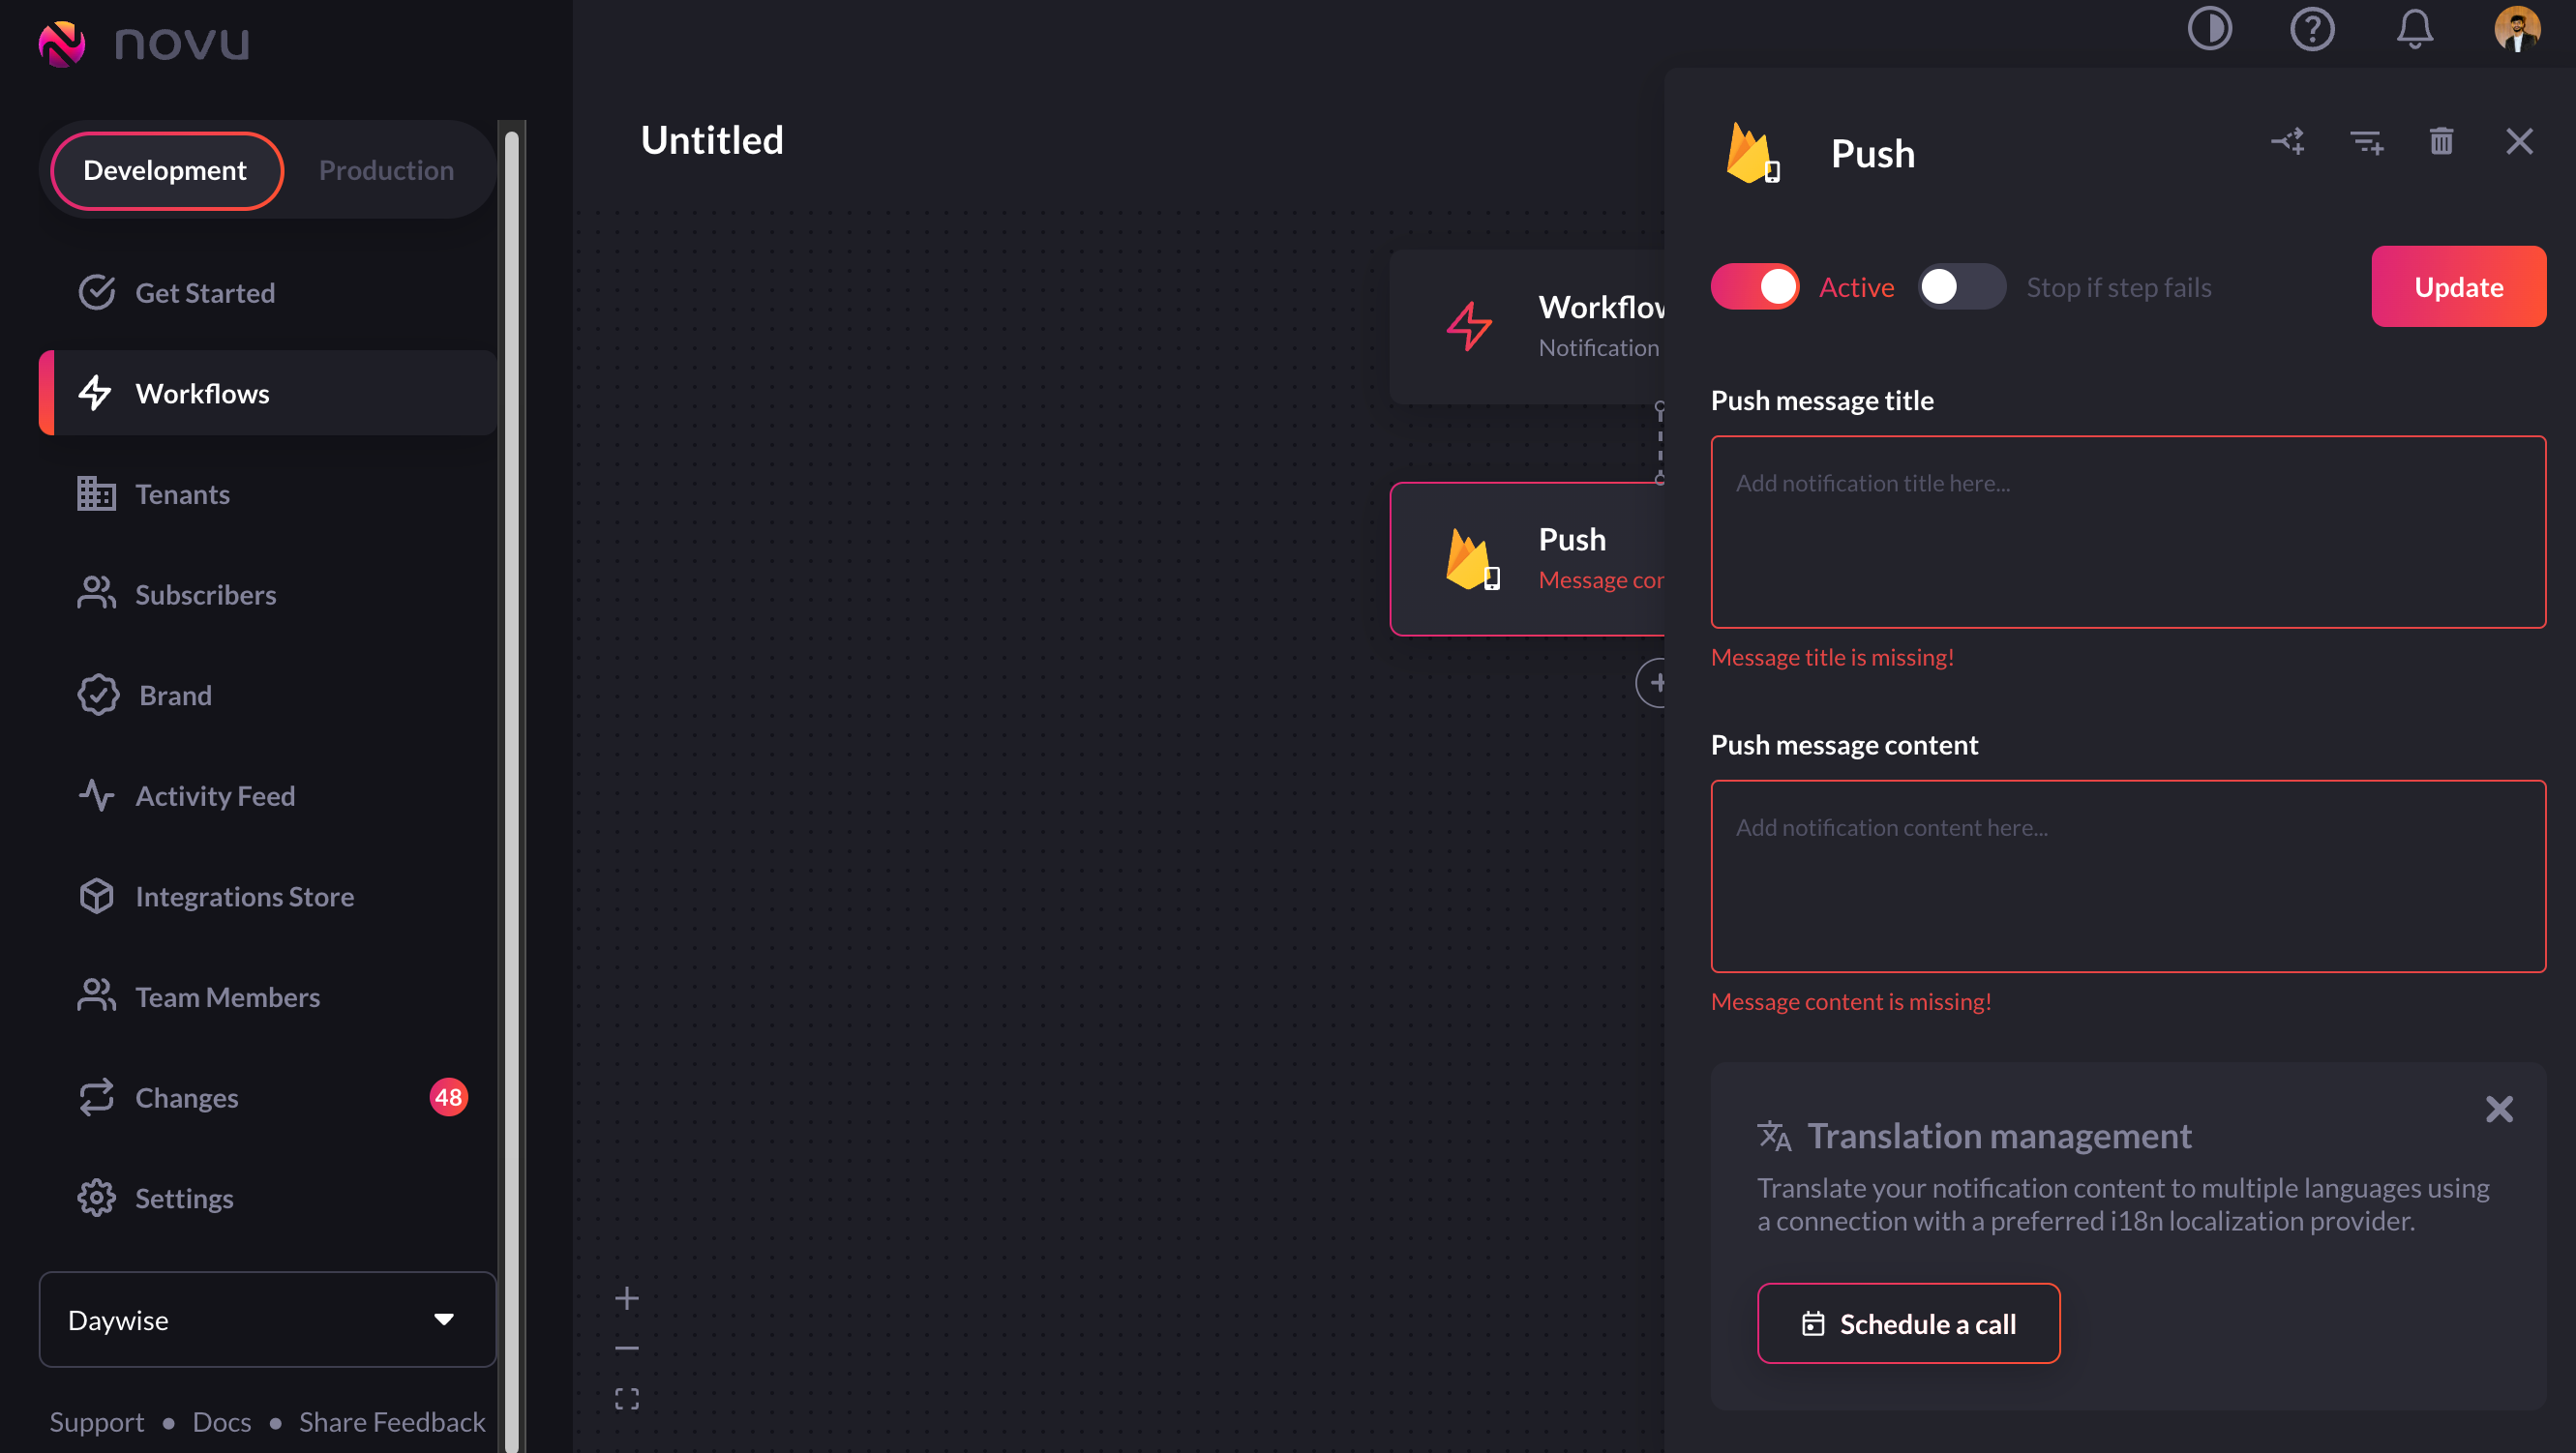 novu
Development
Production
Get Started
Workflows
Tenants
Subscribers
Brand
Activity Feed
Integrations Store
Team Members
Changes
48
Settings
Daywise
Support • Docs • Share Feedback
Untitled
Notification
Push
Message
Push
Active
Stop if step fails
Update
Push message title
Add notification title here...
Message title is missing!
Push message content
Add notification content here...
Message content is missing!
Translation management
Translate your notification content to multiple languages using
a connection with a preferred i18n localization provider.
Schedule a call